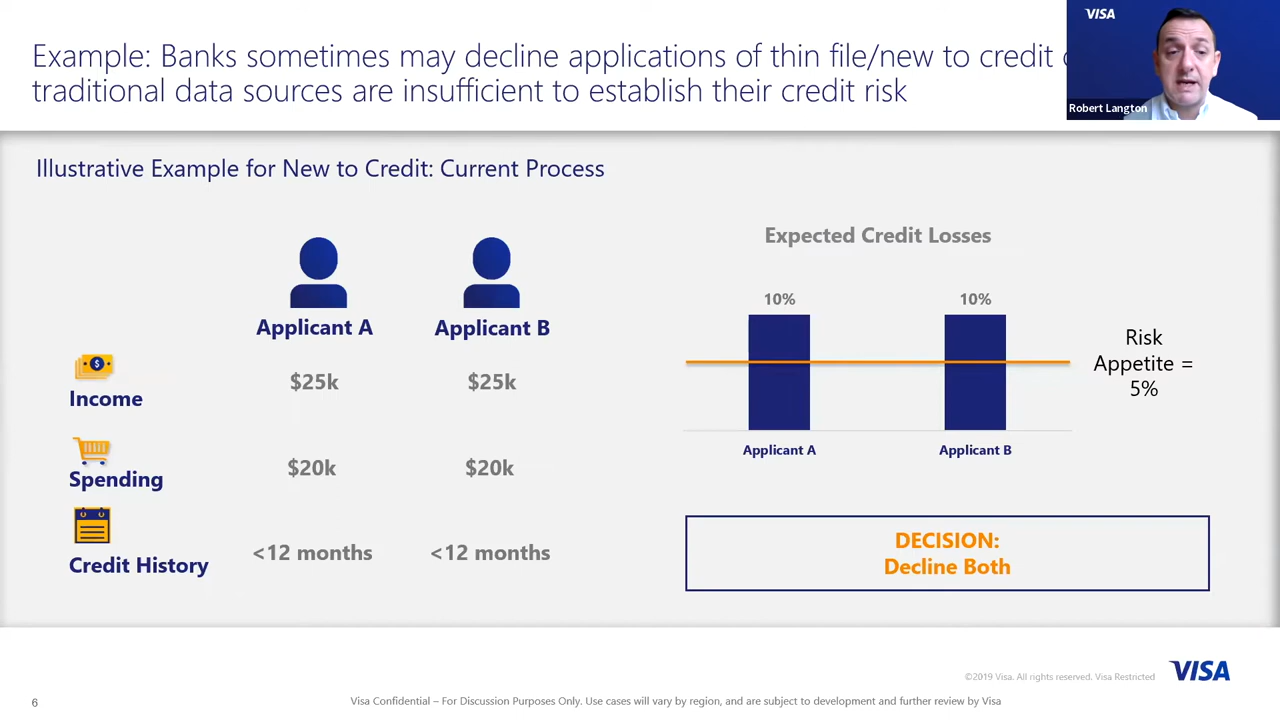 Example: Banks sometimes may decline applications of thin file/new to credit
traditional data sources are insufficient to establish their credit risk
VISA
Robert Langton
Illustrative Example for New to Credit: Current Process
Applicant A
Applicant B
Income
$25k
$25k
Spending
$20k
$20k
Credit History
<12 months
<12 months
Expected Credit Losses
10%
10%
Risk
Appetite =
5%
Applicant A
Applicant B
DECISION:
Decline Both
©2019 Visa. All rights reserved. Visa Restricted
VISA
6
Visa Confidential – For Discussion Purposes Only. Use cases will vary by region, and are subject to development and further review by Visa